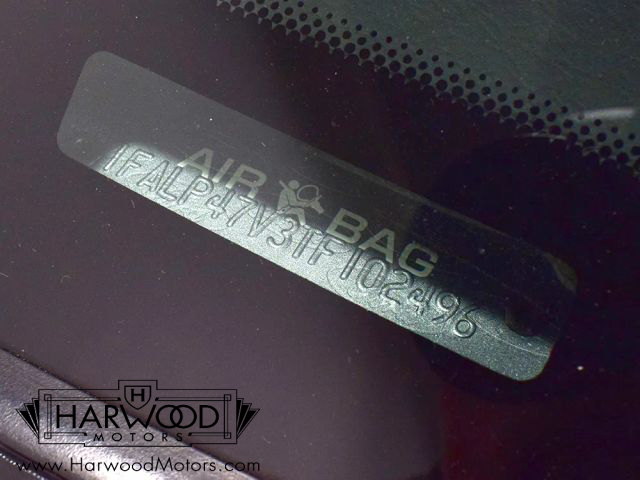 AIR BAG
1FALP47V3TF102496
H
HARWOOD
MOTORS
www.HarwoodMotors.com